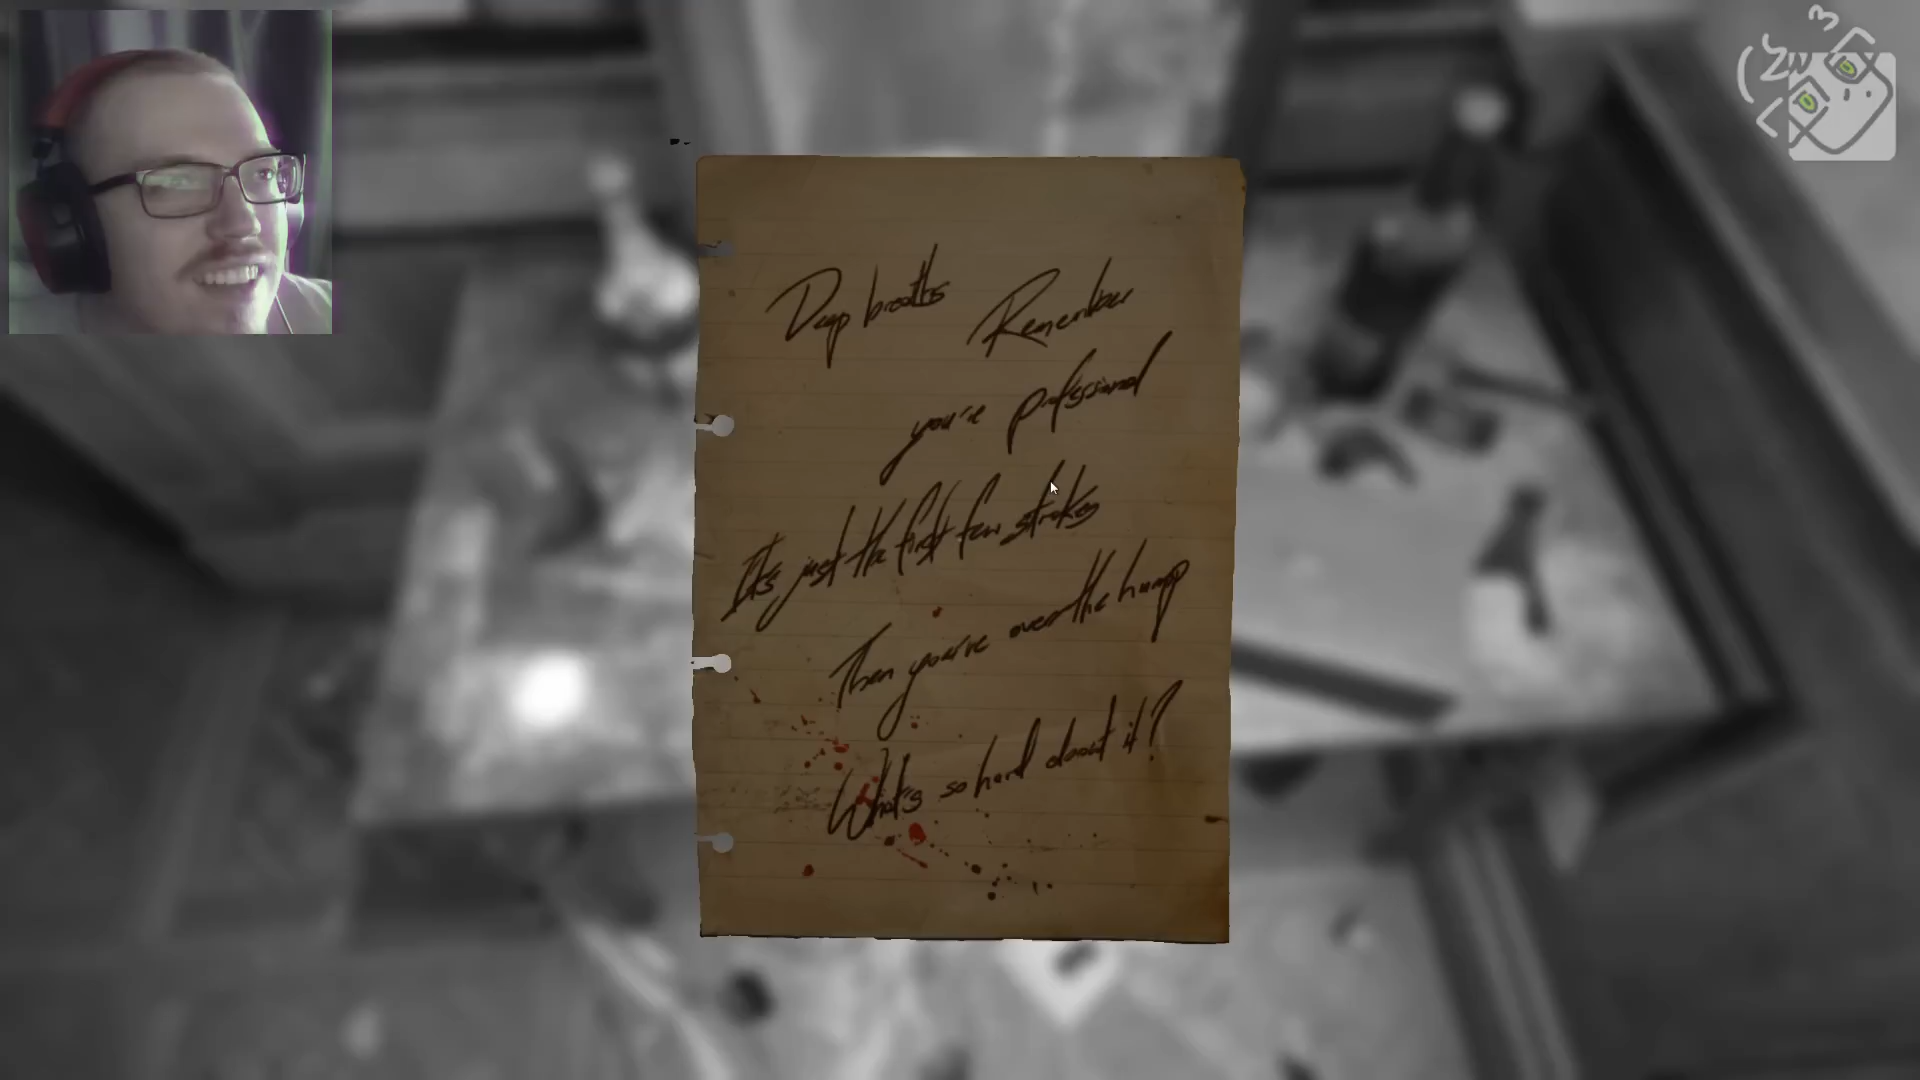 Deep breaths Remember
you're professional
It's just the first few strokes
Then you're over the hump
What's so hard about it?